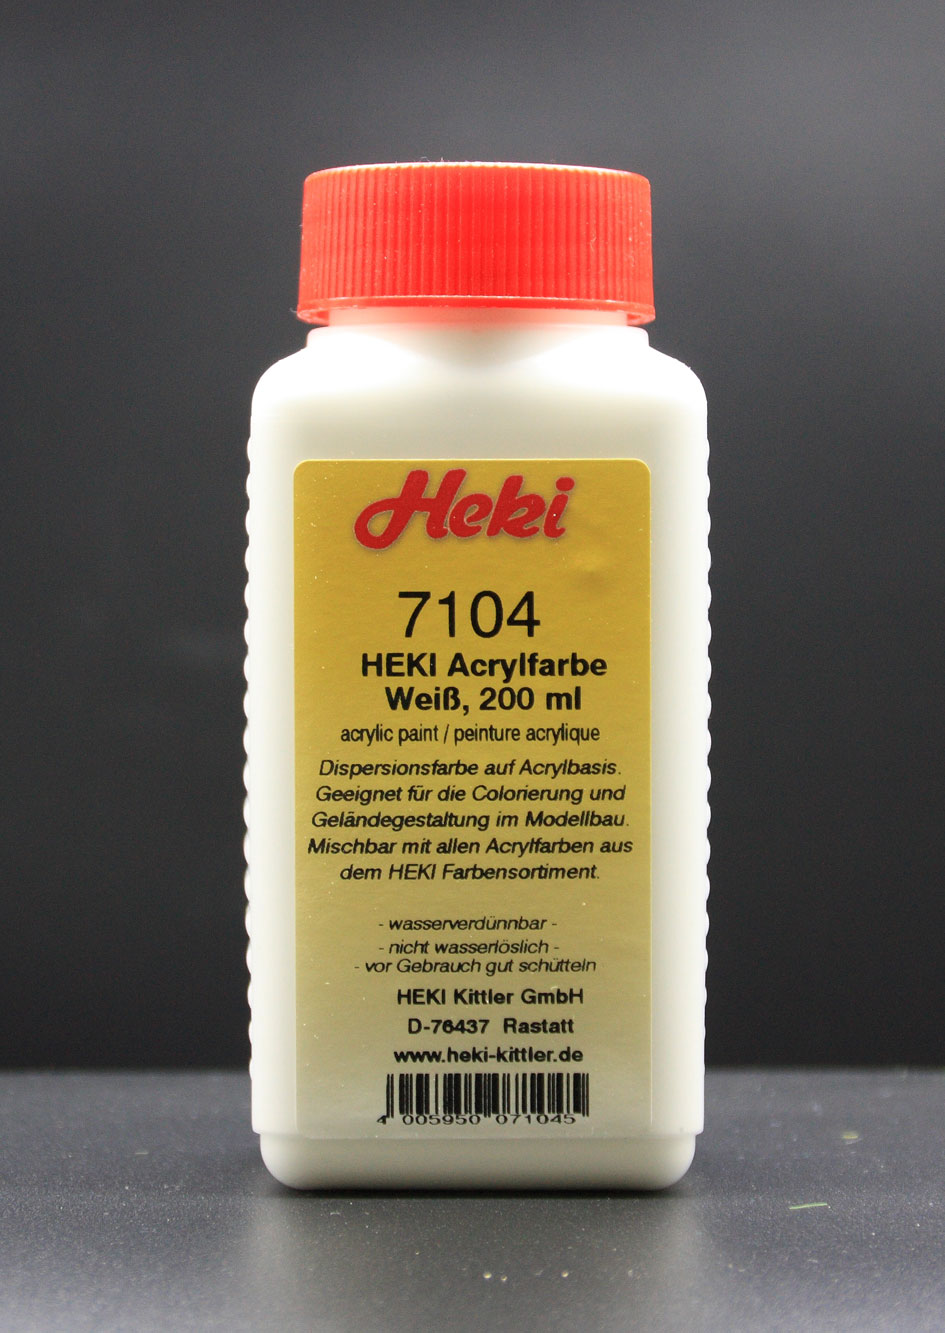 Heki
7104
HEKI Acrylfarbe
Weiß, 200 ml
acrylic paint / peinture acrylique
Dispersionsfarbe auf Acrylbasis.
Geeignet für die Colorierung und
Geländegestaltung im Modellbau.
Mischbar mit allen Acrylfarben aus
dem HEKI Farbensortiment.
- wasserverdünnbar -
- nicht wasserlöslich -
- vor Gebrauch gut schütteln
HEKI Kittler GmbH
D-76437 Rastatt
www.heki-kittler.de
4 005950 071045